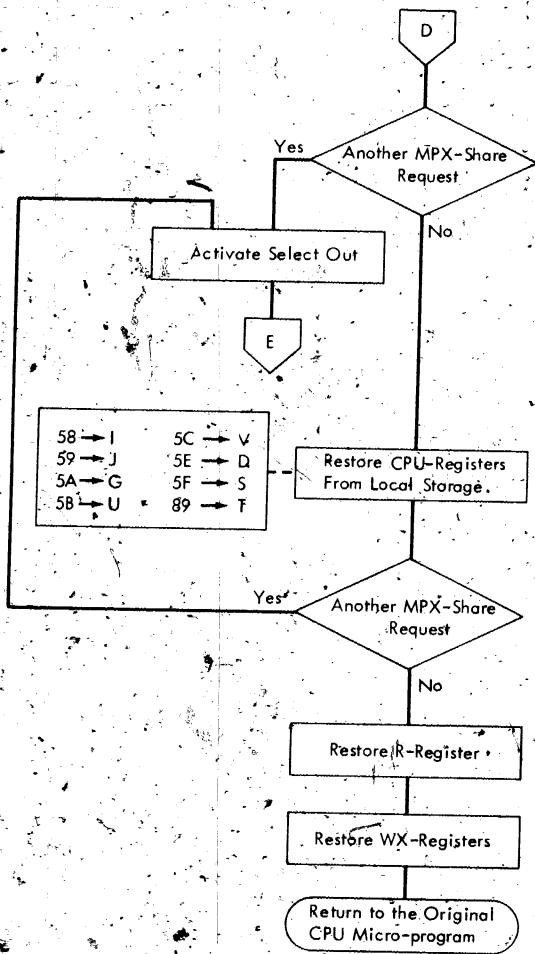 D
Another MPX-Share
Request
Yes
No
Activate Select Out
E
58 → I 5C → V
59 → J 5E → D
5A → G 5F → S
5B → U 89 → T
Restore CPU-Registers
From Local Storage.
Another MPX-Share
Request
Yes
No
Restore R-Register
Restore WX-Registers
Return to the Original
CPU Micro-program